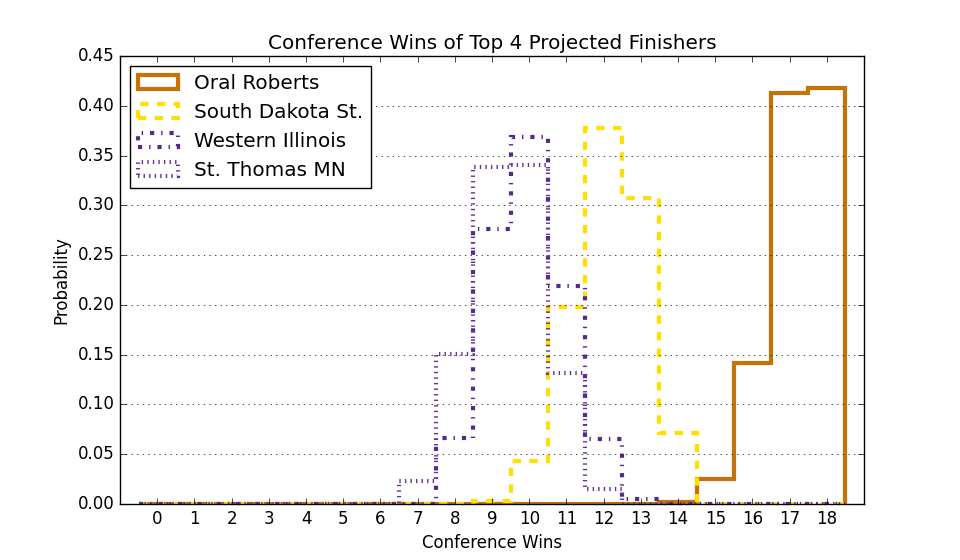 Conference Wins of Top 4 Projected Finishers
Oral Roberts
South Dakota St.
Western Illinois
St. Thomas MN
0.45
0.40
0.35
0.30
0.25
0.20
0.15
0.10
0.05
0.00
Probability
0 1 2 3 4 5 6 7 8 9 10 11 12 13 14 15 16 17 18
Conference Wins